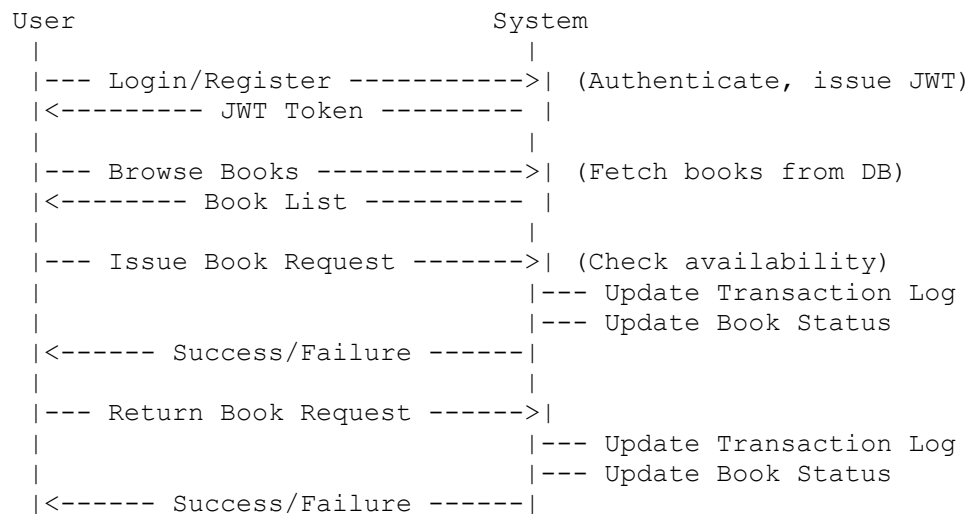 User                         System
 |                              |
 |--- Login/Register ----------->| (Authenticate, issue JWT)
 |<--------- JWT Token --------- |
 |                              |
 |--- Browse Books ------------->| (Fetch books from DB)
 |<-------- Book List ---------- |
 |                              |
 |--- Issue Book Request ------->| (Check availability)
 |                              |--- Update Transaction Log
 |                              |--- Update Book Status
 |<------ Success/Failure ------|
 |                              |
 |--- Return Book Request ------>|
 |                              |--- Update Transaction Log
 |                              |--- Update Book Status
 |<------ Success/Failure ------|